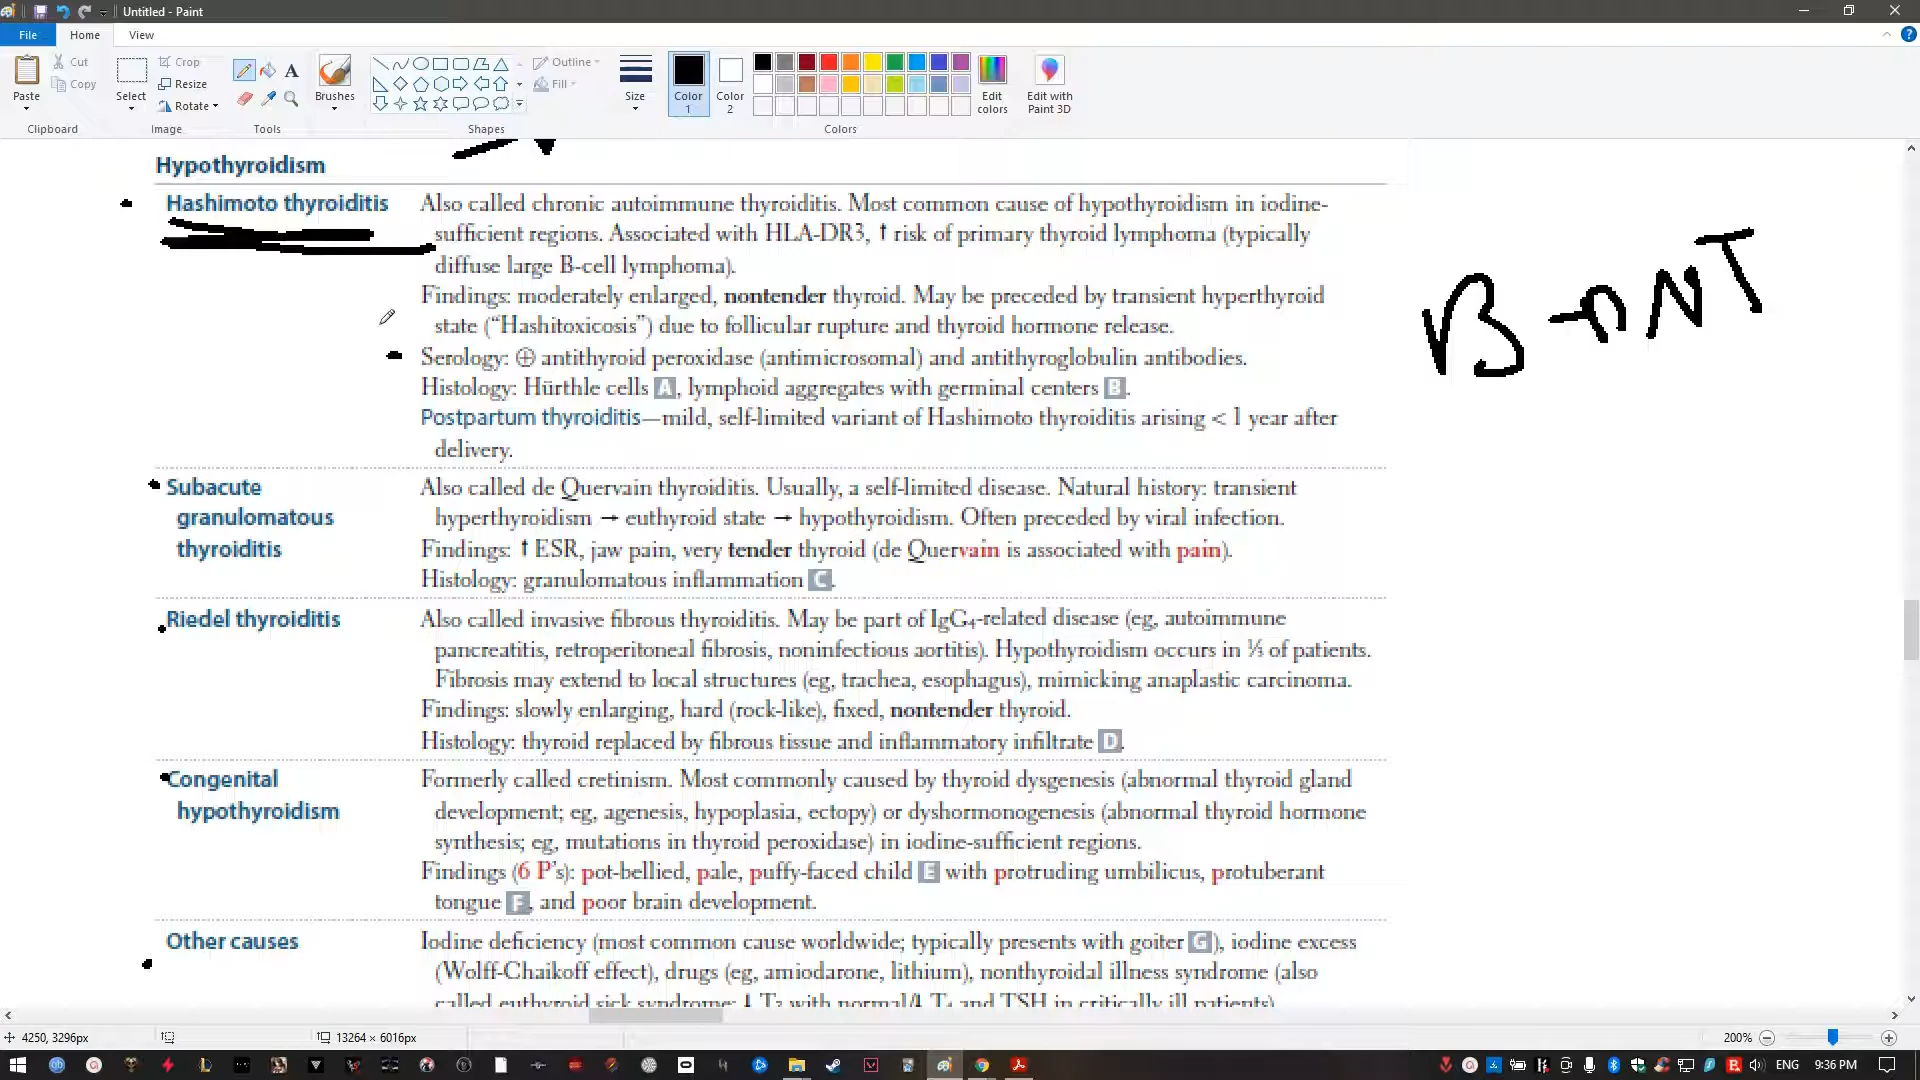 Untitled - Paint
File Home View
Paste
Cut
Copy
Clipboard
Select
Crop
Resize
Rotate
Image
Tools
Brushes
Shapes
Outline
Fill
Size
Color 1
Color 2
Edit colors
Edit with Paint 3D
Colors
Hypothyroidism
Hashimoto thyroiditis
Also called chronic autoimmune thyroiditis. Most common cause of hypothyroidism in iodine-
sufficient regions. Associated with HLA-DR3, ↑ risk of primary thyroid lymphoma (typically
diffuse large B-cell lymphoma).
Findings: moderately enlarged, nontender thyroid. May be preceded by transient hyperthyroid
state (“Hashitoxicosis”) due to follicular rupture and thyroid hormone release.
Serology: ⊕ antithyroid peroxidase (antimicrosomal) and antithyroglobulin antibodies.
Histology: Hürthle cells A, lymphoid aggregates with germinal centers B.
Postpartum thyroiditis—mild, self-limited variant of Hashimoto thyroiditis arising < 1 year after
delivery.
Subacute
granulomatous
thyroiditis
Also called de Quervain thyroiditis. Usually, a self-limited disease. Natural history: transient
hyperthyroidism → euthyroid state → hypothyroidism. Often preceded by viral infection.
Findings: ↑ ESR, jaw pain, very tender thyroid (de Quervain is associated with pain).
Histology: granulomatous inflammation C.
Riedel thyroiditis
Also called invasive fibrous thyroiditis. May be part of IgG₄-related disease (eg, autoimmune
pancreatitis, retroperitoneal fibrosis, noninfectious aortitis). Hypothyroidism occurs in ⅓ of patients.
Fibrosis may extend to local structures (eg, trachea, esophagus), mimicking anaplastic carcinoma.
Findings: slowly enlarging, hard (rock-like), fixed, nontender thyroid.
Histology: thyroid replaced by fibrous tissue and inflammatory infiltrate D.
Congenital
hypothyroidism
Formerly called cretinism. Most commonly caused by thyroid dysgenesis (abnormal thyroid gland
development; eg, agenesis, hypoplasia, ectopy) or dyshormonogenesis (abnormal thyroid hormone
synthesis; eg, mutations in thyroid peroxidase) in iodine-sufficient regions.
Findings (6 P’s): pot-bellied, pale, puffy-faced child E with protruding umbilicus, protuberant
tongue F, and poor brain development.
Other causes
Iodine deficiency (most common cause worldwide; typically presents with goiter G), iodine excess
(Wolff-Chaikoff effect), drugs (eg, amiodarone, lithium), nonthyroidal illness syndrome (also
called euthyroid sick syndrome; ↓ T₃ with normal/↓ T₄ and TSH in critically ill patients)
4250, 3296px
13264 × 6016px
200%
ENG
9:36 PM